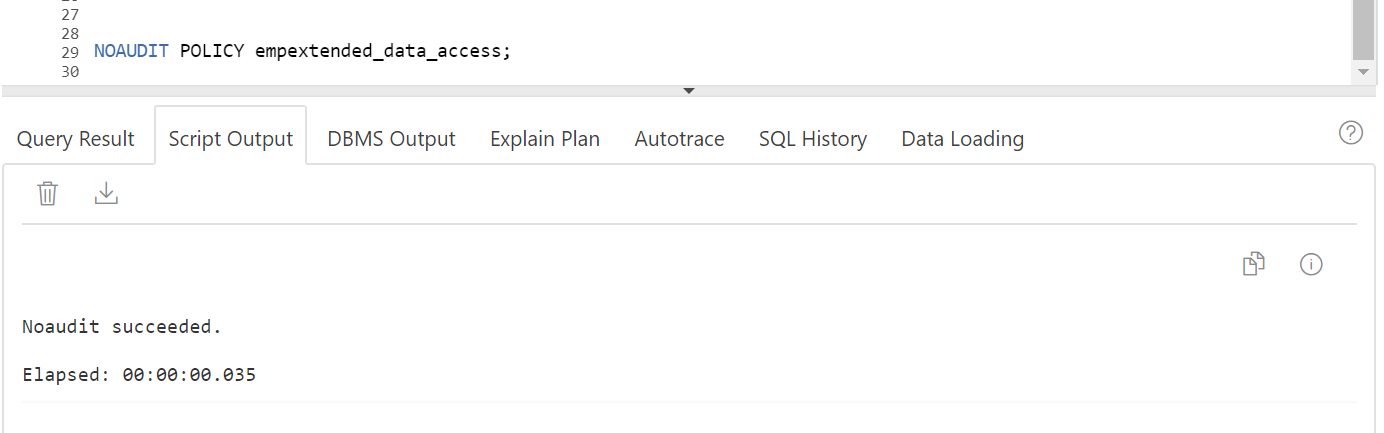 27
28
29 NOAUDIT POLICY empextended_data_access;
30
Query Result Script Output DBMS Output Explain Plan Autotrace SQL History Data Loading
Noaudit succeeded.
Elapsed: 00:00:00.035